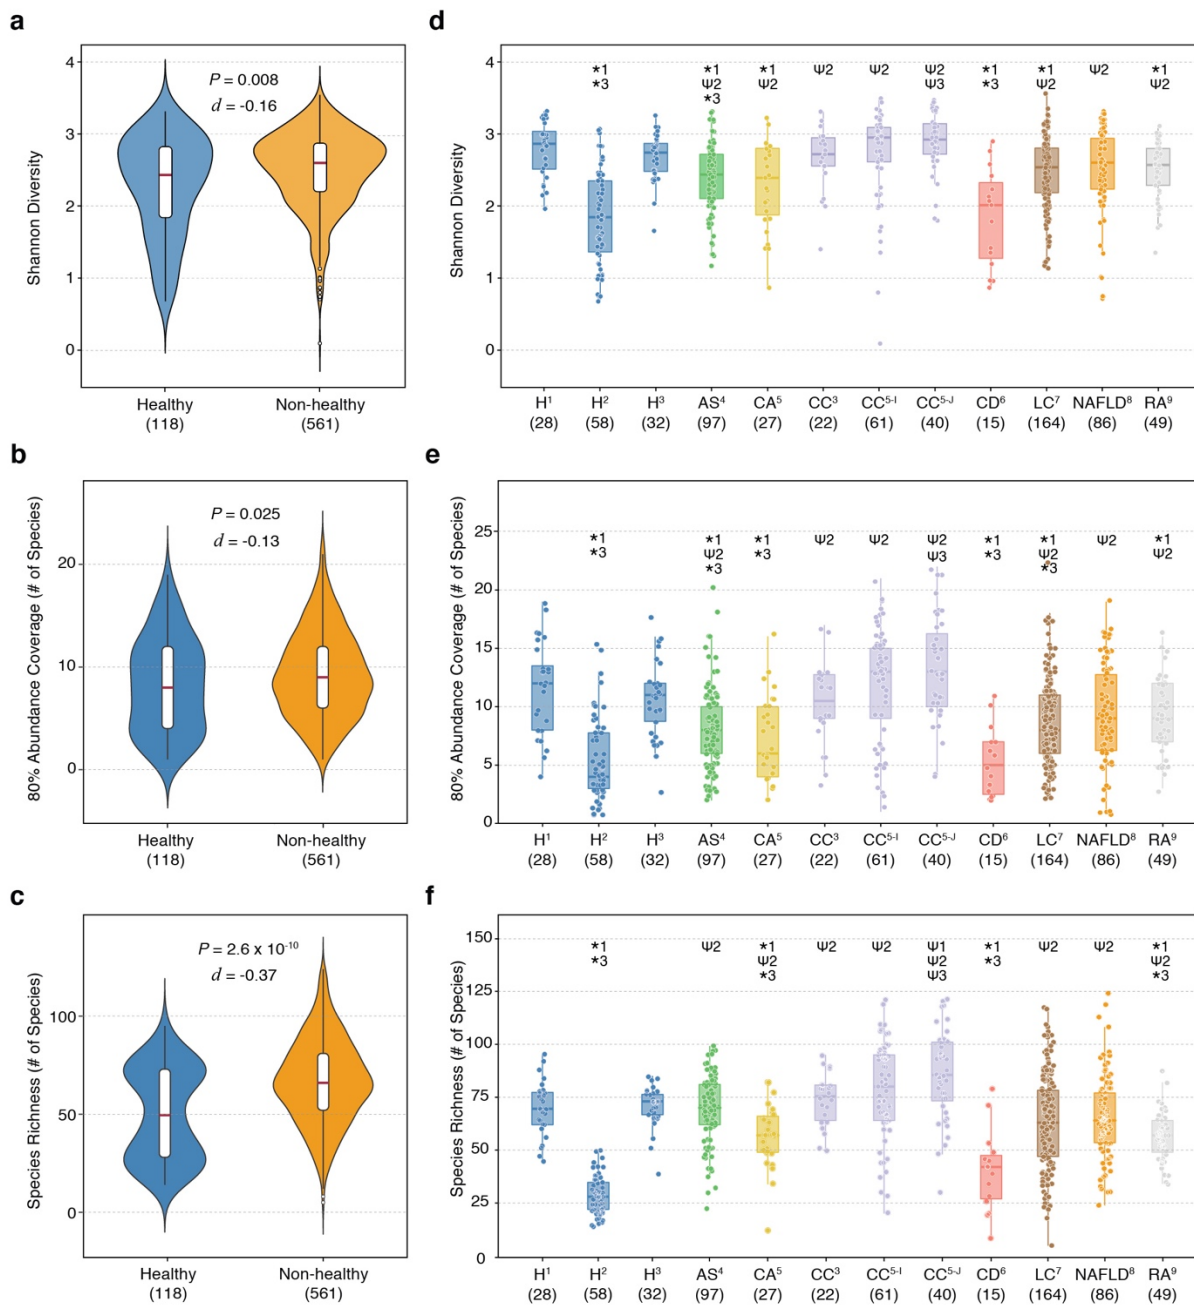 a
Shannon Diversity
4
3
2
1
0
P = 0.008
d = -0.16
Healthy
(118)
Non-healthy
(561)
d
Shannon Diversity
4
3
2
1
0
*1
*3
*1
Ψ2
*3
*1
Ψ2
Ψ2
Ψ2
Ψ2
Ψ3
*1
*3
*1
Ψ2
Ψ2
*1
Ψ2
H¹ H² H³ AS⁴ CA⁵ CC³ CC⁵⁻ᴵ CC⁵⁻ᴶ CD⁶ LC⁷ NAFLD⁸ RA⁹
(28) (58) (32) (97) (27) (22) (61) (40) (15) (164) (86) (49)
b
80% Abundance Coverage (# of Species)
20
10
0
P = 0.025
d = -0.13
Healthy
(118)
Non-healthy
(561)
e
80% Abundance Coverage (# of Species)
25
20
15
10
5
0
*1
*3
*1
Ψ2
*3
*1
*3
Ψ2
Ψ2
Ψ2
Ψ3
*1
*3
*1
Ψ2
*3
Ψ2
*1
Ψ2
H¹ H² H³ AS⁴ CA⁵ CC³ CC⁵⁻ᴵ CC⁵⁻ᴶ CD⁶ LC⁷ NAFLD⁸ RA⁹
(28) (58) (32) (97) (27) (22) (61) (40) (15) (164) (86) (49)
c
Species Richness (# of Species)
100
50
0
P = 2.6 x 10⁻¹⁰
d = -0.37
Healthy
(118)
Non-healthy
(561)
f
Species Richness (# of Species)
150
125
100
75
50
25
0
*1
*3
Ψ2
*1
Ψ2
*3
Ψ2
Ψ2
Ψ1
Ψ2
Ψ3
*1
*3
Ψ2
Ψ2
*1
Ψ2
*3
H¹ H² H³ AS⁴ CA⁵ CC³ CC⁵⁻ᴵ CC⁵⁻ᴶ CD⁶ LC⁷ NAFLD⁸ RA⁹
(28) (58) (32) (97) (27) (22) (61) (40) (15) (164) (86) (49)